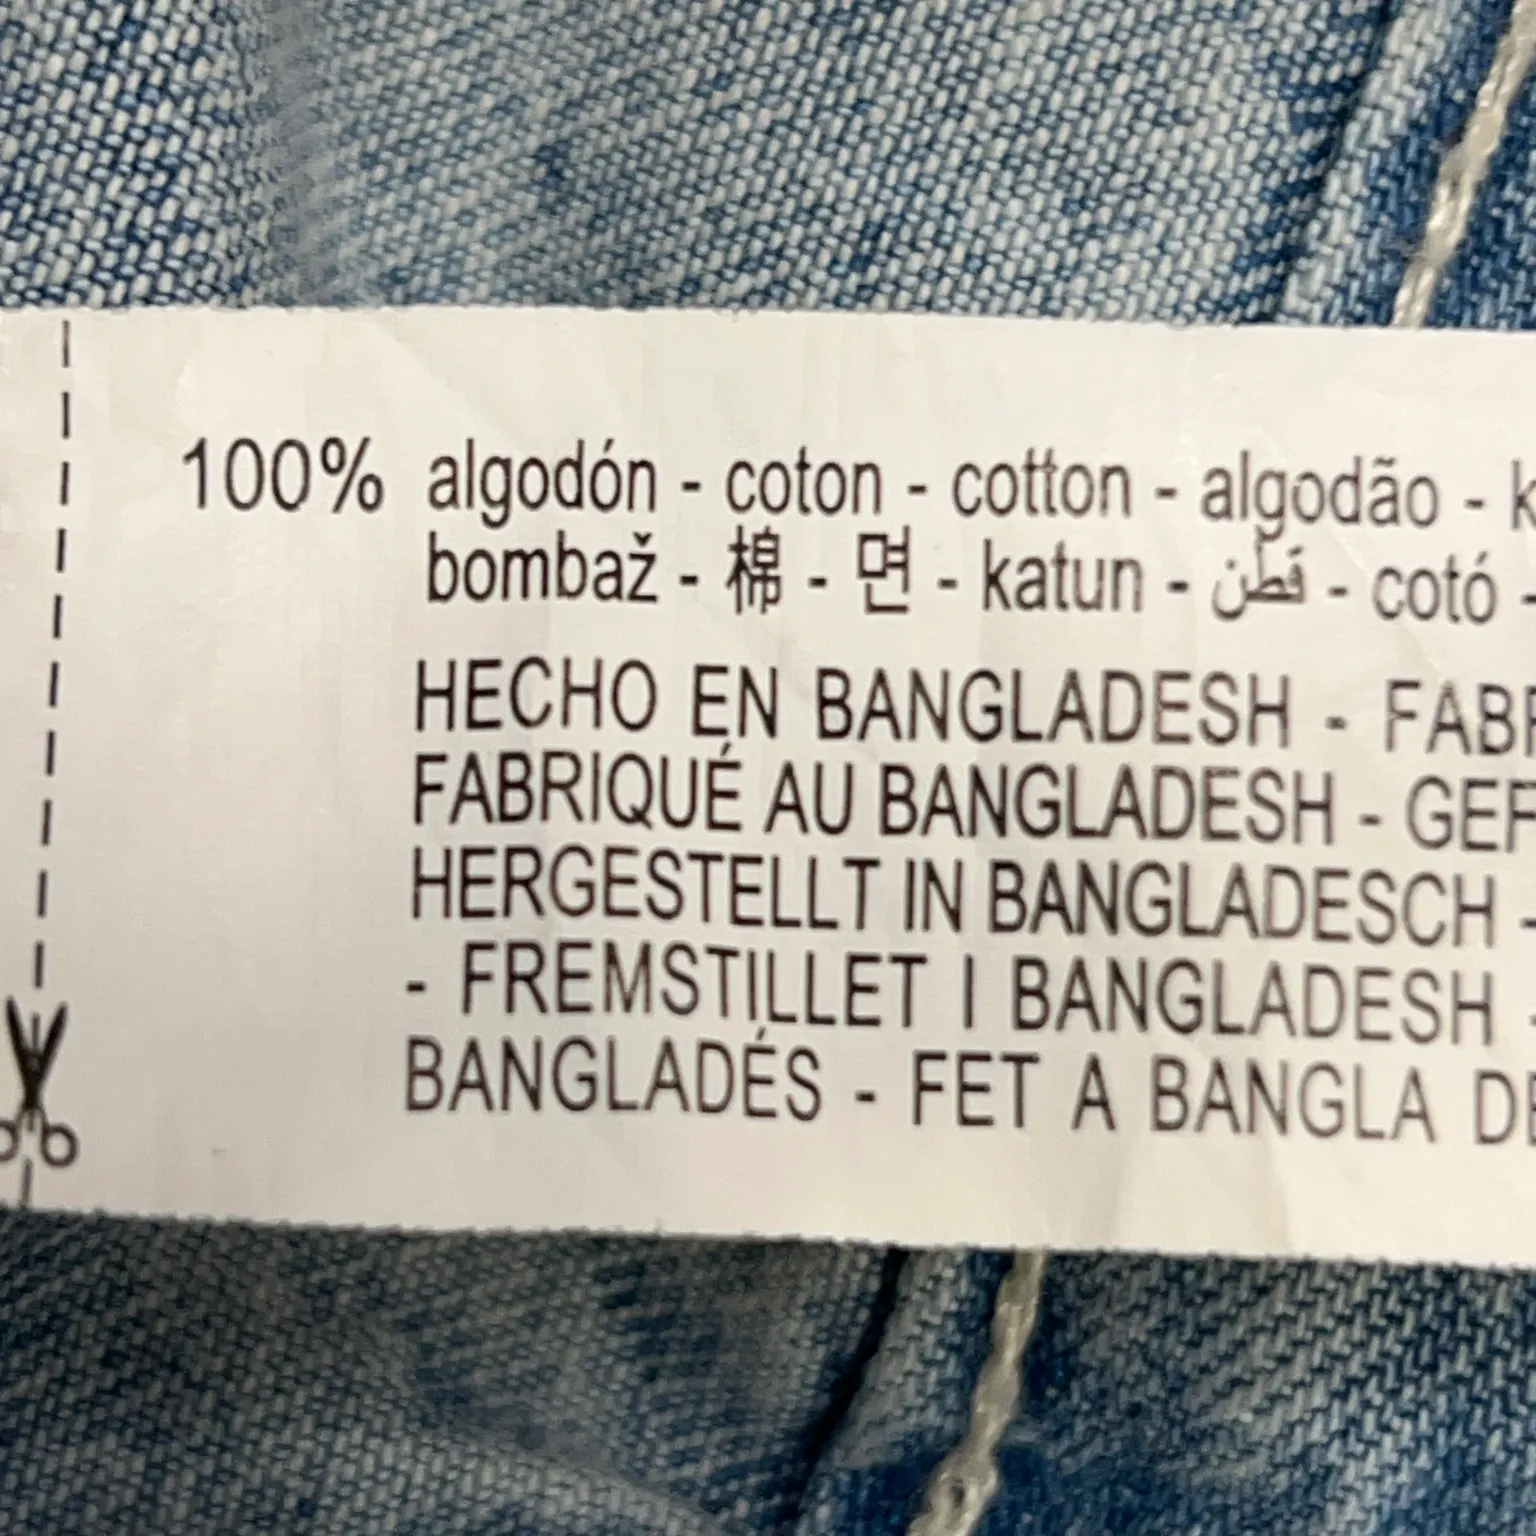 100% algodón - coton - cotton - algodão -
bombaž - 棉 - 면 - katun - قطن - cotó -
HECHO EN BANGLADESH -
FABRIQUÉ AU BANGLADESH -
HERGESTELLT IN BANGLADESCH -
- FREMSTILLET I BANGLADESH -
BANGLADÉS - FET A BANGLA